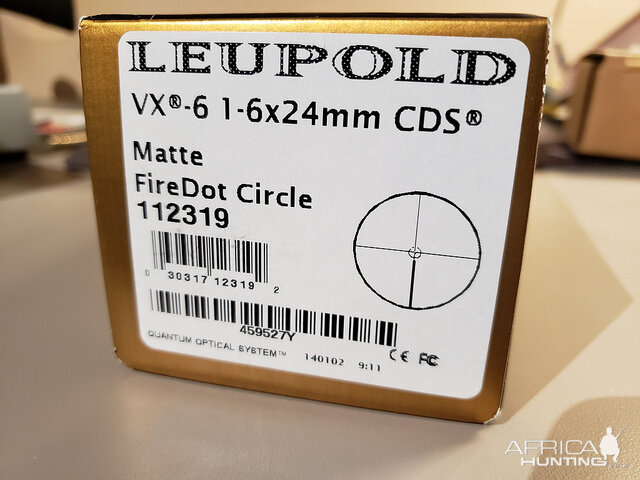 LEUPOLD
VX®-6 1-6x24mm CDS®
Matte
FireDot Circle
112319
0 30317 12319 2
459527Y
QUANTUM OPTICAL SYSTEM™ 140102 9:11 CE FC
AFRICA
HUNTING